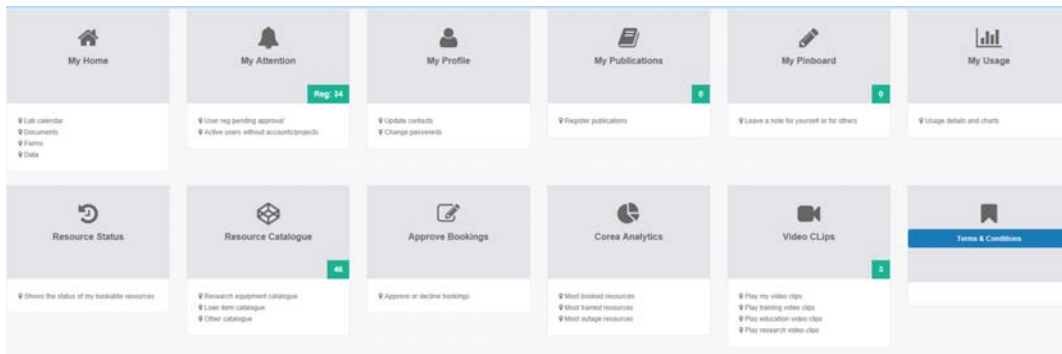 My Home
My Attention
My Profile
My Publications
My Pinboard
My Usage
Reg: 34
0
0
Lab calendar
Documents
Forms
Data
User reg pending approval
Active users without accounts/projects
Update contacts
Change passwords
Register publications
Leave a note for yourself or for others
Usage details and charts
Resource Status
Resource Catalogue
Approve Bookings
Corea Analytics
Video CLips
Terms & Conditions
46
3
Shows the status of my bookable resources
Research equipment catalogue
Loan item catalogue
Other catalogue
Approve or decline bookings
Most booked resources
Most trained resources
Most outage resources
Play my video clips
Play training video clips
Play education video clips
Play research video clips